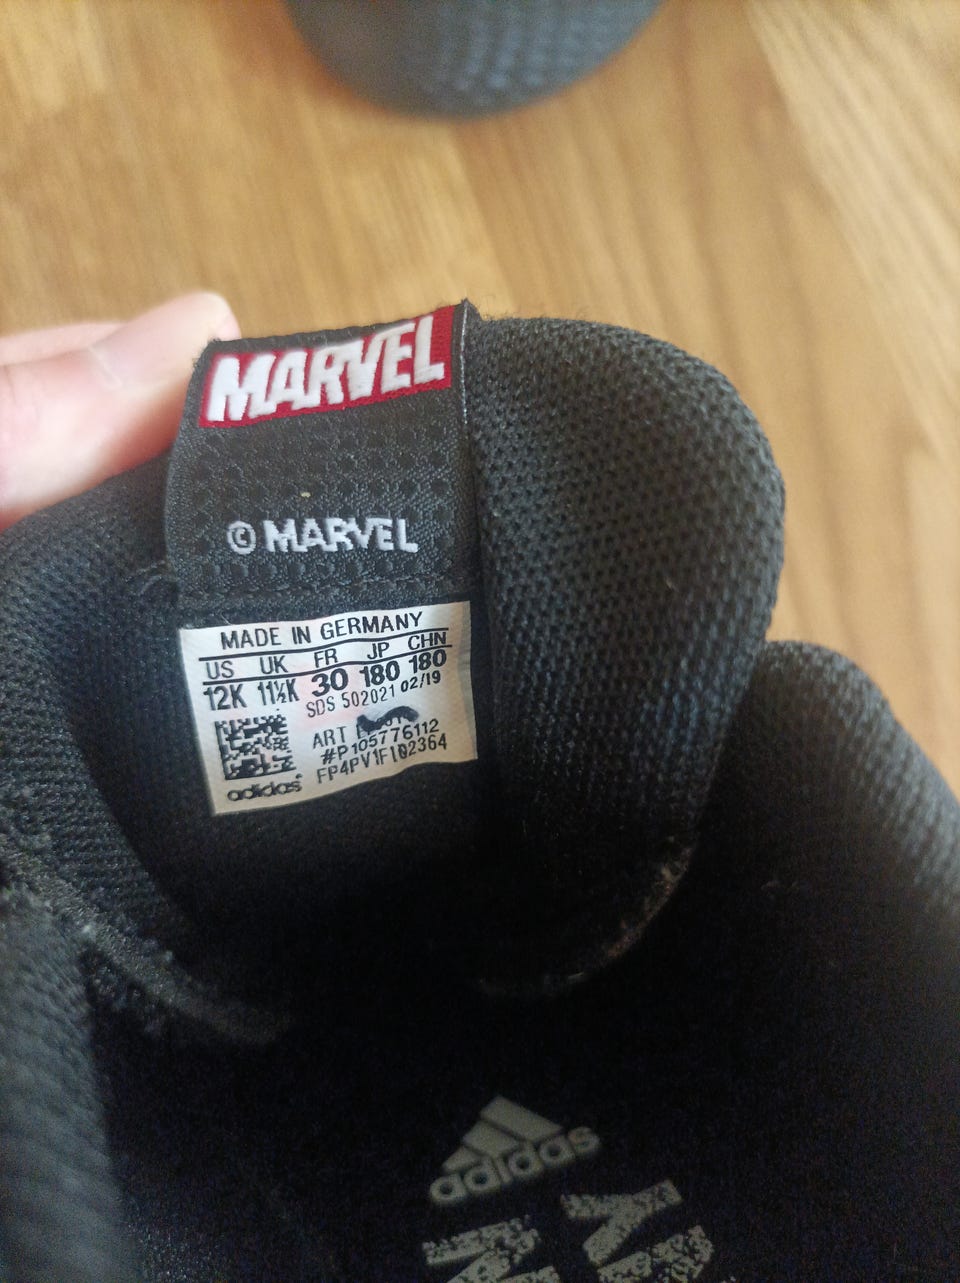 MARVEL
© MARVEL
MADE IN GERMANY
US UK FR JP CHN
12K 11½K 30 180 180
SDS 502021 02/19
ART
#P105776112
FP4PV1F102364
adidas
adidas